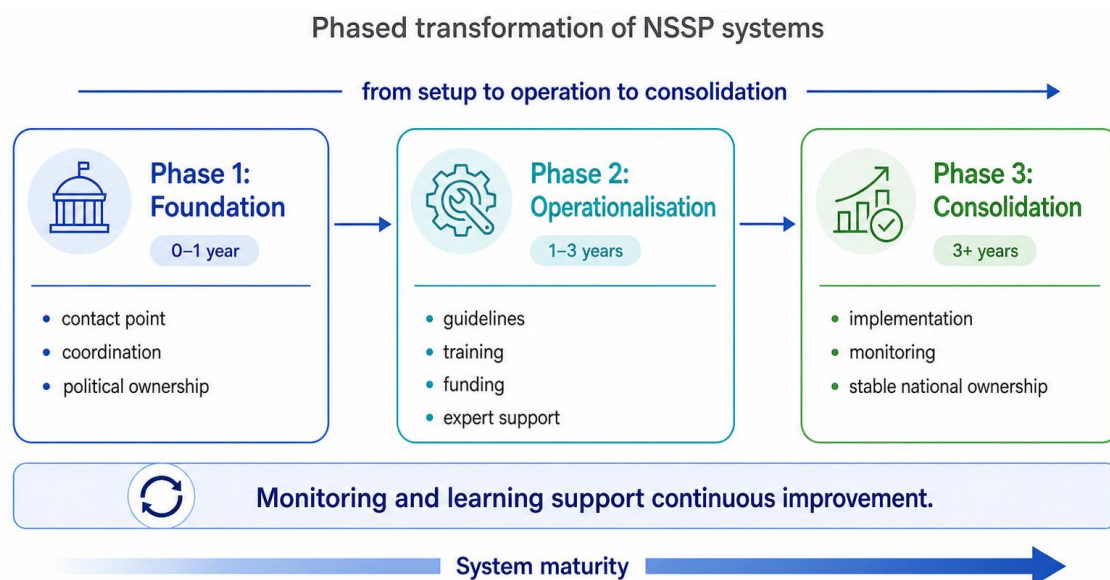 Phased transformation of NSSP systems
from setup to operation to consolidation
Phase 1:
Foundation
0–1 year
• contact point
• coordination
• political ownership
Phase 2:
Operationalisation
1–3 years
• guidelines
• training
• funding
• expert support
Phase 3:
Consolidation
3+ years
• implementation
• monitoring
• stable national ownership
Monitoring and learning support continuous improvement.
System maturity